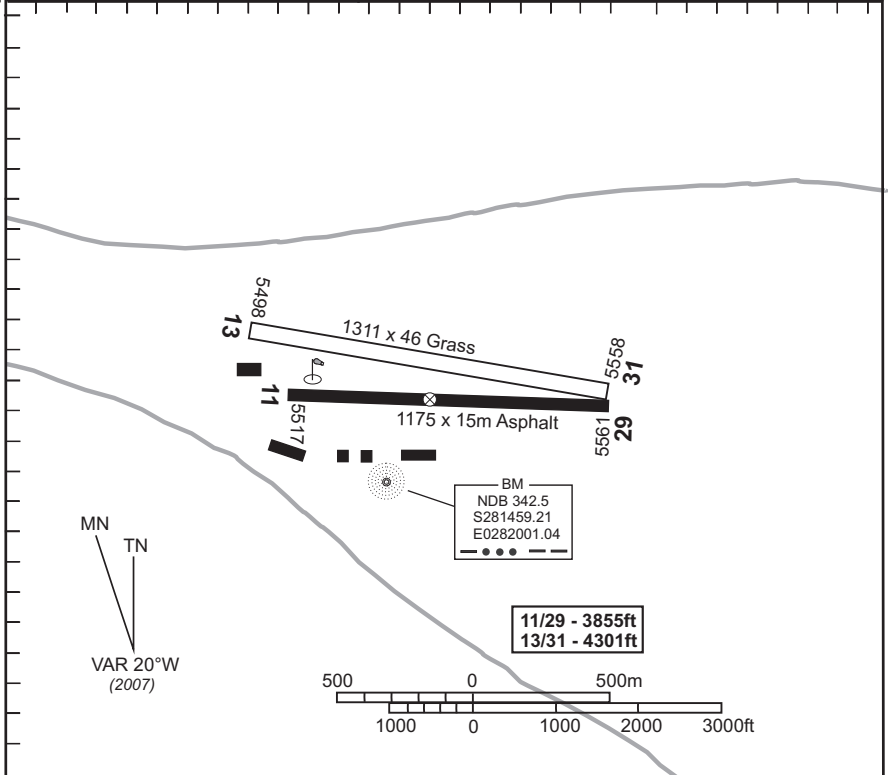 5498
13
1311 x 46 Grass
5558
31
11
5517
1175 x 15m Asphalt
5561
29
BM
NDB 342.5
S281459.21
E0282001.04
MN
TN
VAR 20°W
(2007)
11/29 - 3855ft
13/31 - 4301ft
500 0 500m
1000 0 1000 2000 3000ft